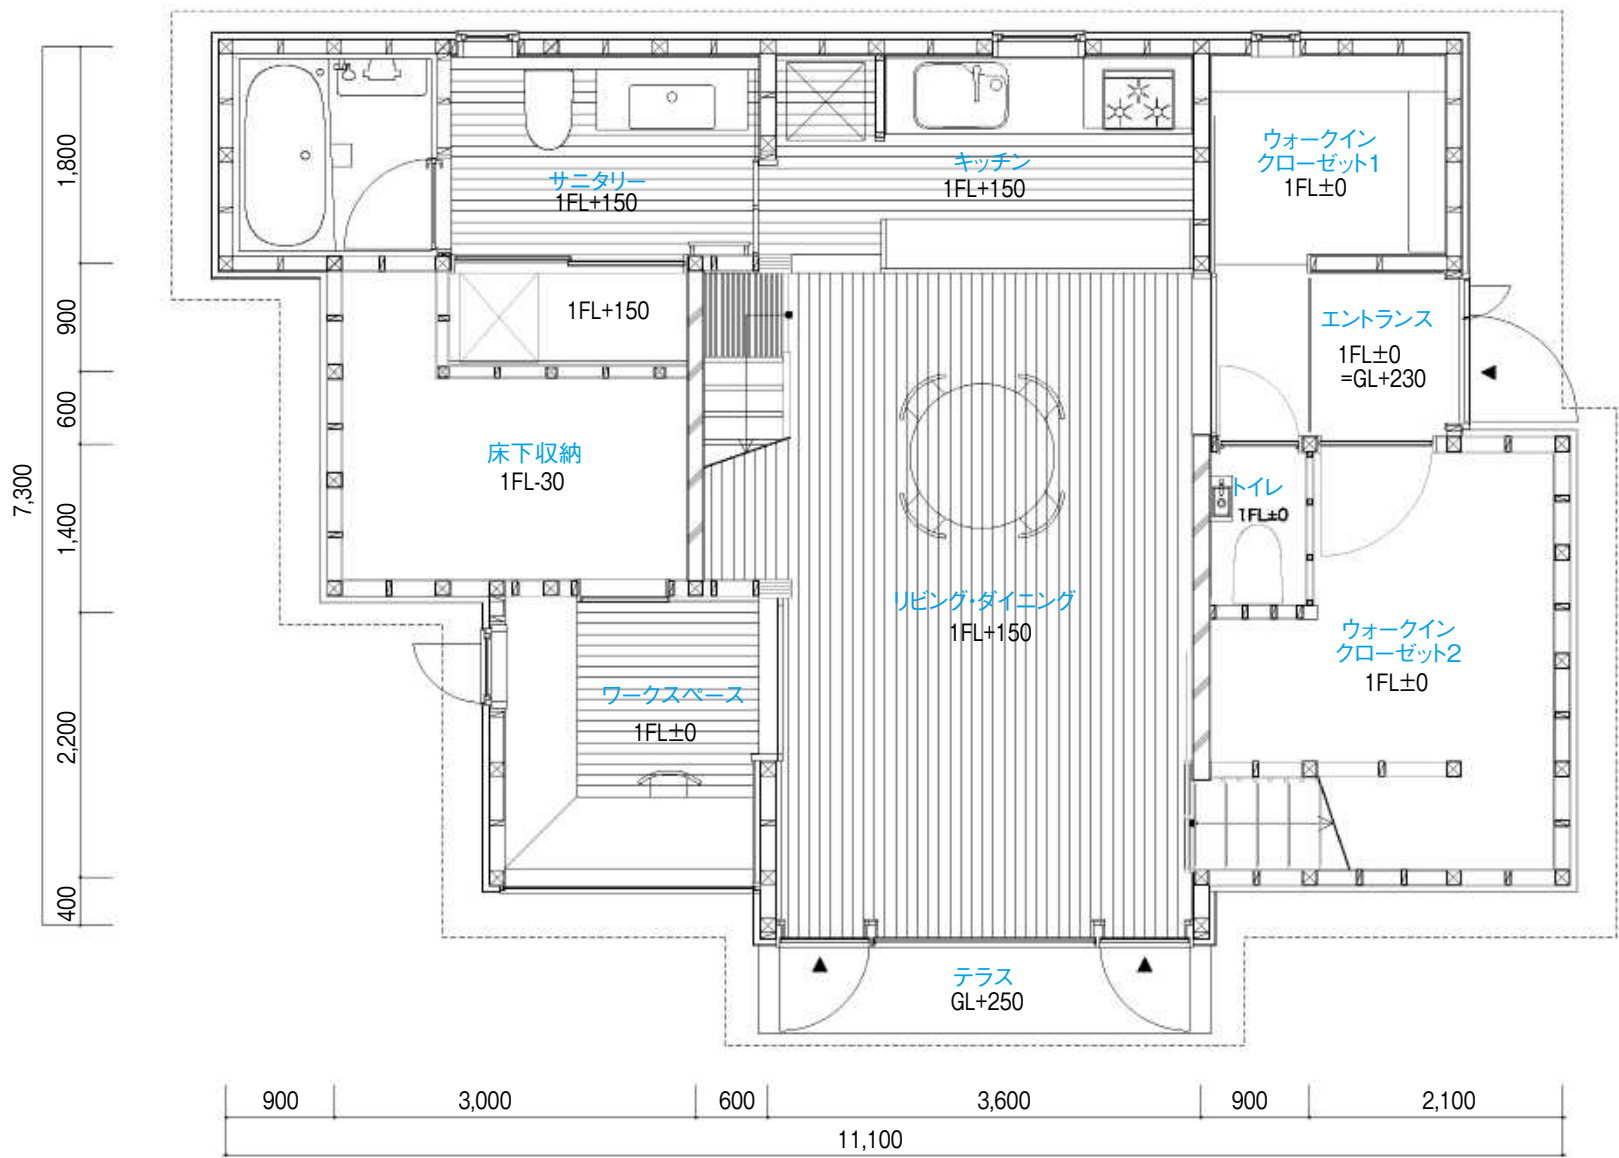 ウォークイン
クローゼット1
1FL±0
キッチン
1FL+150
サニタリー
1FL+150
1FL+150
エントランス
1FL±0
=GL+230
床下収納
1FL-30
トイレ
1FL±0
リビング・ダイニング
1FL+150
ウォークイン
クローゼット2
1FL±0
ワークスペース
1FL±0
テラス
GL+250
1,800
900
600
1,400
2,200
400
7,300
900
3,000
600
3,600
900
2,100
11,100